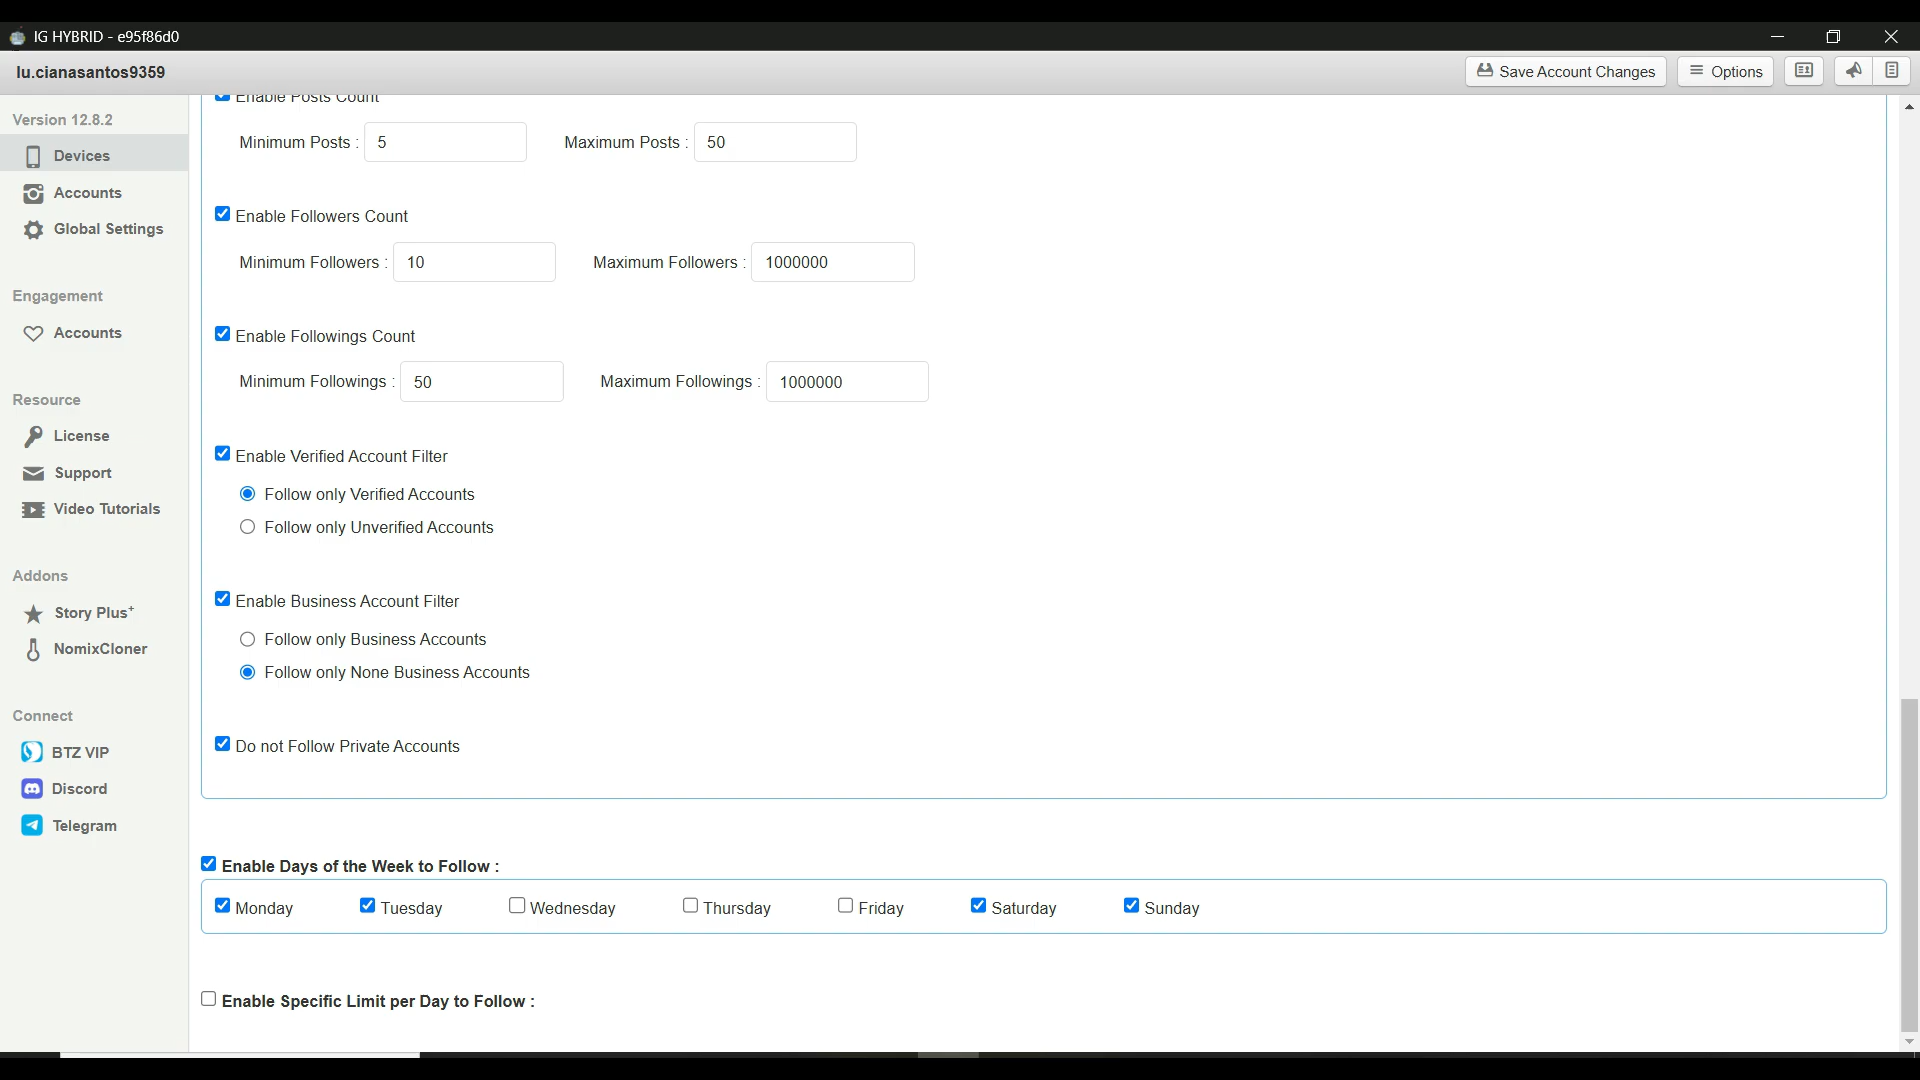 IG HYBRID - e95f86d0
lu.cianasantos9359
Save Account Changes
Options
Version 12.8.2
Devices
Accounts
Global Settings
Engagement
Accounts
Resource
License
Support
Video Tutorials
Addons
Story Plus+
NomixCloner
Connect
BTZ VIP
Discord
Telegram
Enable Posts Count
Minimum Posts : 5 Maximum Posts : 50
Enable Followers Count
Minimum Followers : 10 Maximum Followers : 1000000
Enable Followings Count
Minimum Followings : 50 Maximum Followings : 1000000
Enable Verified Account Filter
Follow only Verified Accounts
Follow only Unverified Accounts
Enable Business Account Filter
Follow only Business Accounts
Follow only None Business Accounts
Do not Follow Private Accounts
Enable Days of the Week to Follow :
Monday Tuesday Wednesday Thursday Friday Saturday Sunday
Enable Specific Limit per Day to Follow :